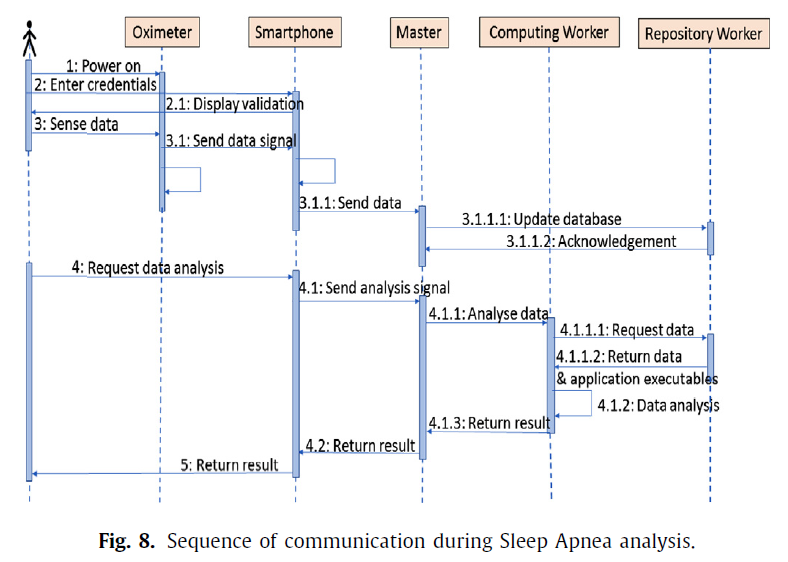 Oximeter
Smartphone
Master
Computing Worker
Repository Worker
1: Power on
2: Enter credentials
2.1: Display validation
3: Sense data
3.1: Send data signal
3.1.1: Send data
3.1.1.1: Update database
3.1.1.2: Acknowledgement
4: Request data analysis
4.1: Send analysis signal
4.1.1: Analyse data
4.1.1.1: Request data
4.1.1.2: Return data
& application executables
4.1.2: Data analysis
4.1.3: Return result
4.2: Return result
5: Return result
Fig. 8. Sequence of communication during Sleep Apnea analysis.